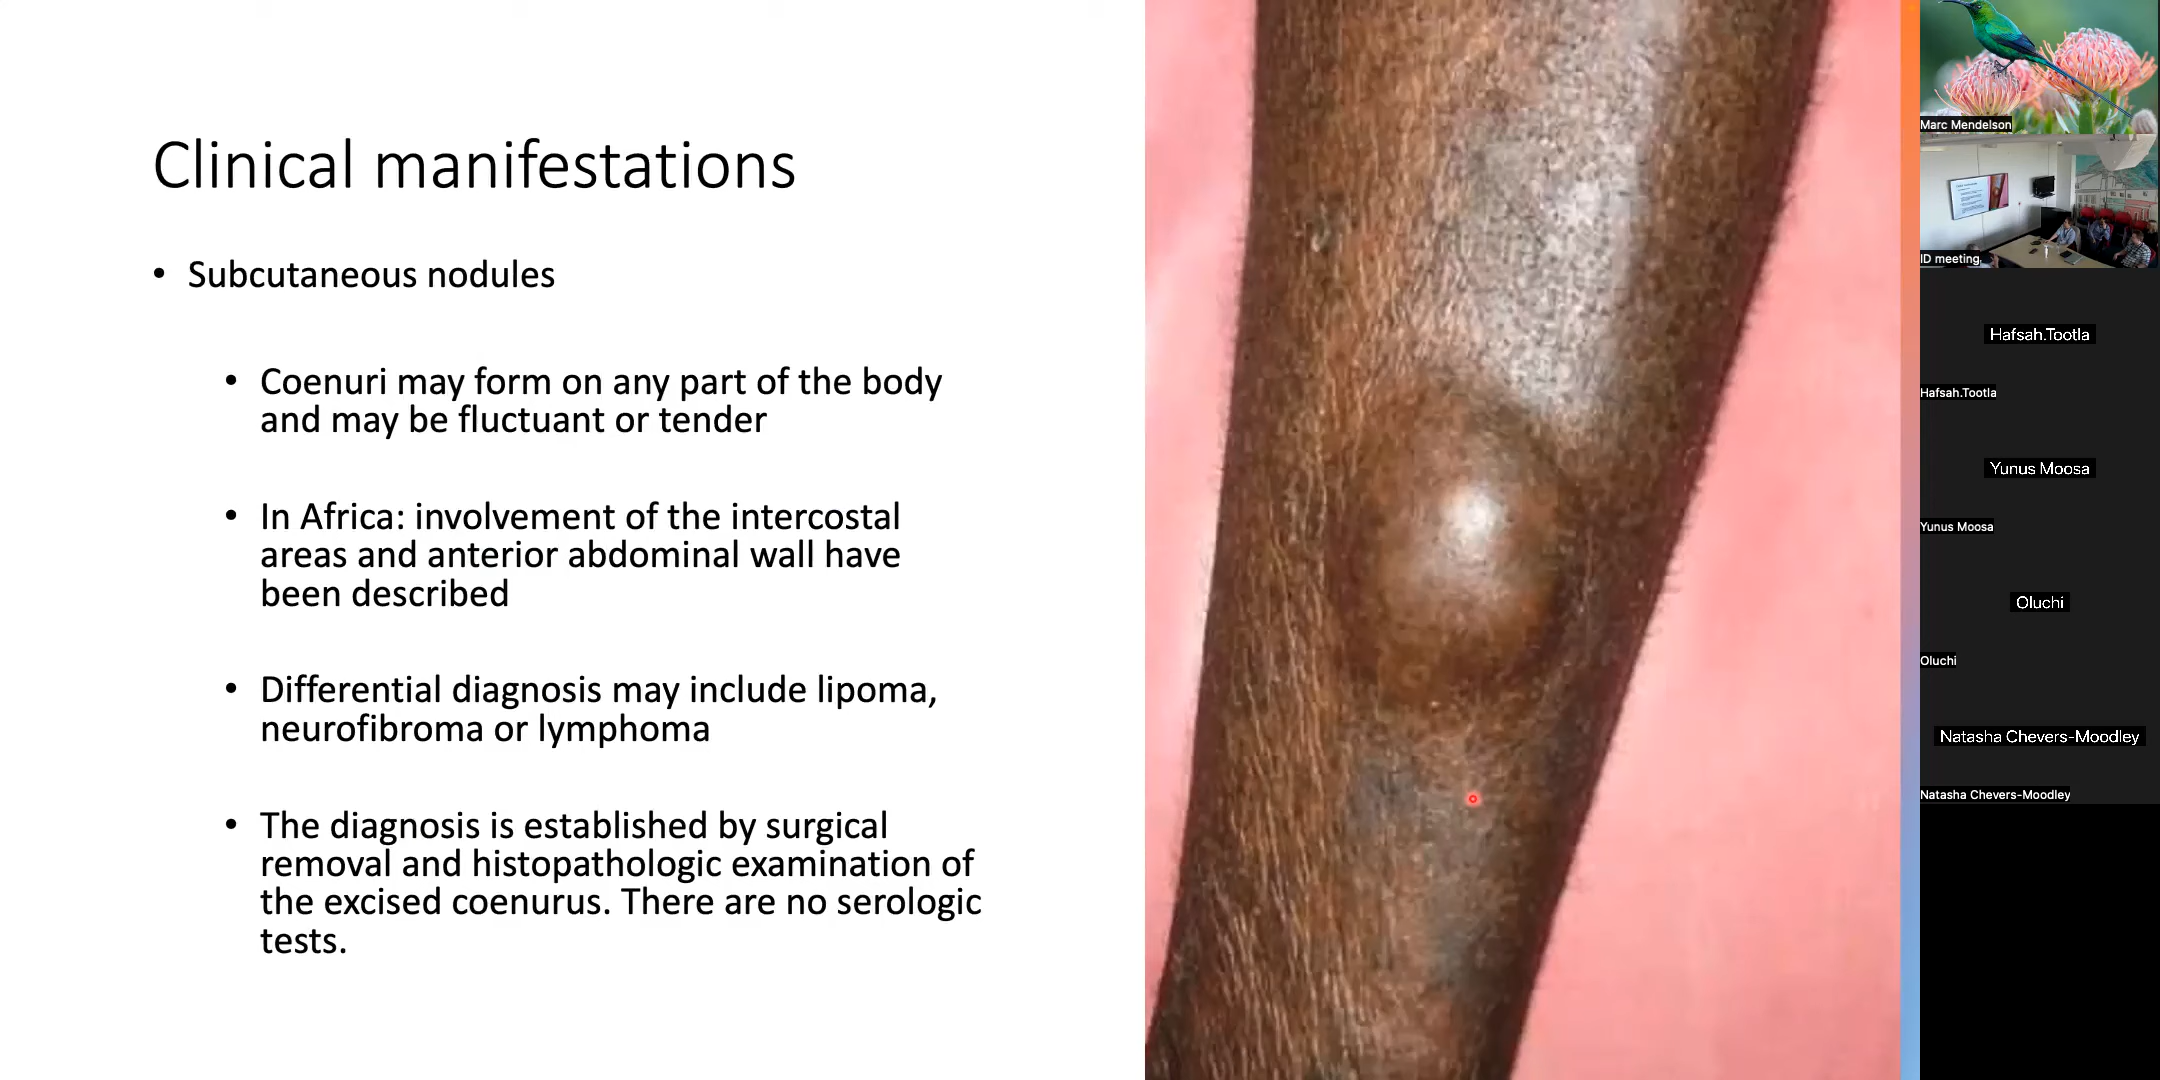 Clinical manifestations
• Subcutaneous nodules
• Coenuri may form on any part of the body
and may be fluctuant or tender
• In Africa: involvement of the intercostal
areas and anterior abdominal wall have
been described
• Differential diagnosis may include lipoma,
neurofibroma or lymphoma
• The diagnosis is established by surgical
removal and histopathologic examination of
the excised coenurus. There are no serologic
tests.
Marc Mendelson
ID meeting
Hafsah.Tootla
Hafsah.Tootla
Yunus Moosa
Yunus Moosa
Oluchi
Oluchi
Natasha Chevers-Moodley
Natasha Chevers-Moodley